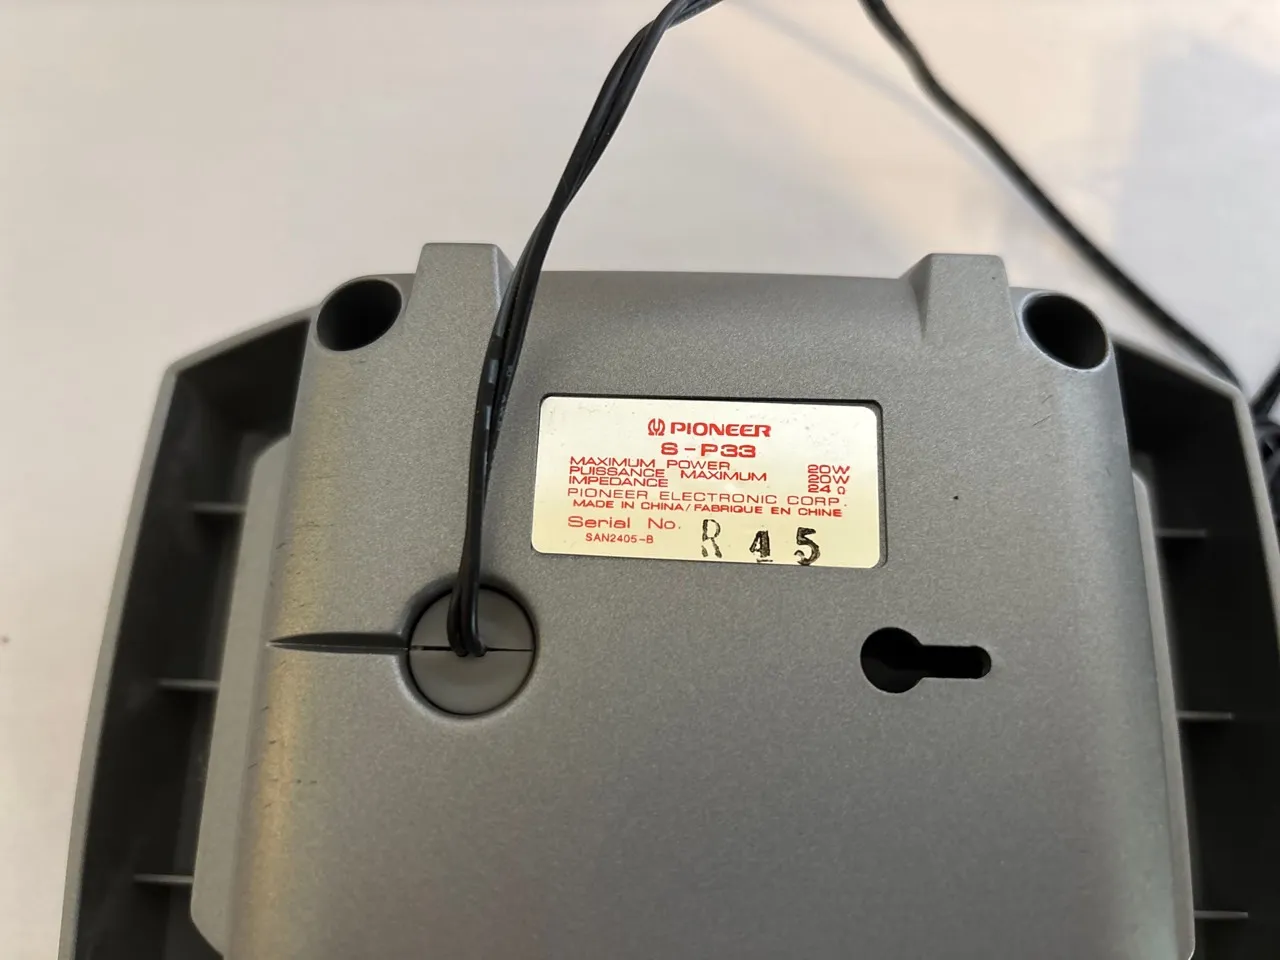 PIONEER
S-P33
MAXIMUM POWER 20W
PUISSANCE MAXIMUM 20W
IMPEDANCE 24Ω
PIONEER ELECTRONIC CORP.
MADE IN CHINA/FABRIQUE EN CHINE
Serial No. R 45
SAN2405-B